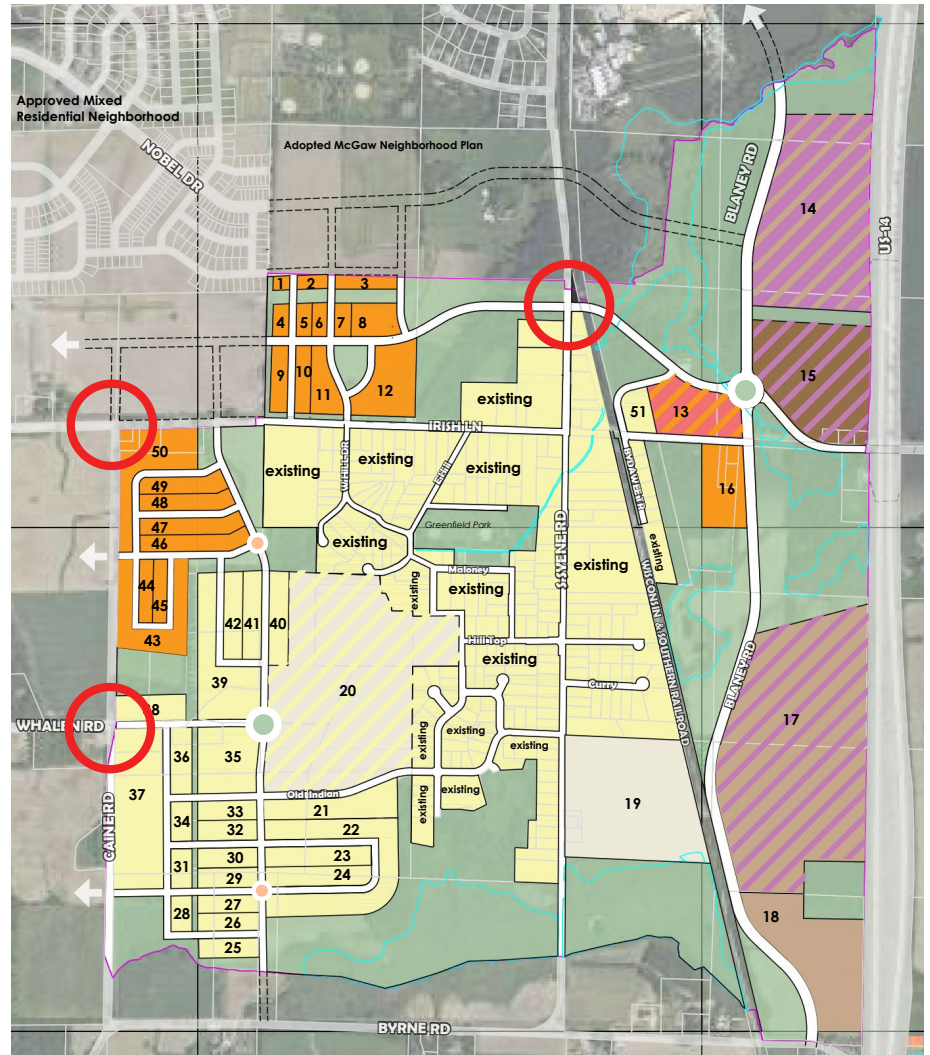 Approved Mixed
Residential Neighborhood
Adopted McGaw Neighborhood Plan
NOBEL DR
BLANEY RD
US-14
14
1
2
3
4
5
6
7
8
9
10
11
12
15
existing
13
51
IRISH LN
50
existing
existing
existing
W HILL DR
16
49
48
47
46
Greenfield Park
existing
S SYENE RD
existing
existing
Maloney
existing
existing
44
45
43
42
41
40
Hill Top
existing
WISCONSIN & SOUTHERN RAILROAD
39
20
Curry
BLANEY RD
17
38
WHALEN RD
existing
existing
existing
36
35
37
CAINE RD
existing
existing
Old Indian
19
33
21
34
32
22
31
30
23
29
24
28
27
26
25
18
BYRNE RD